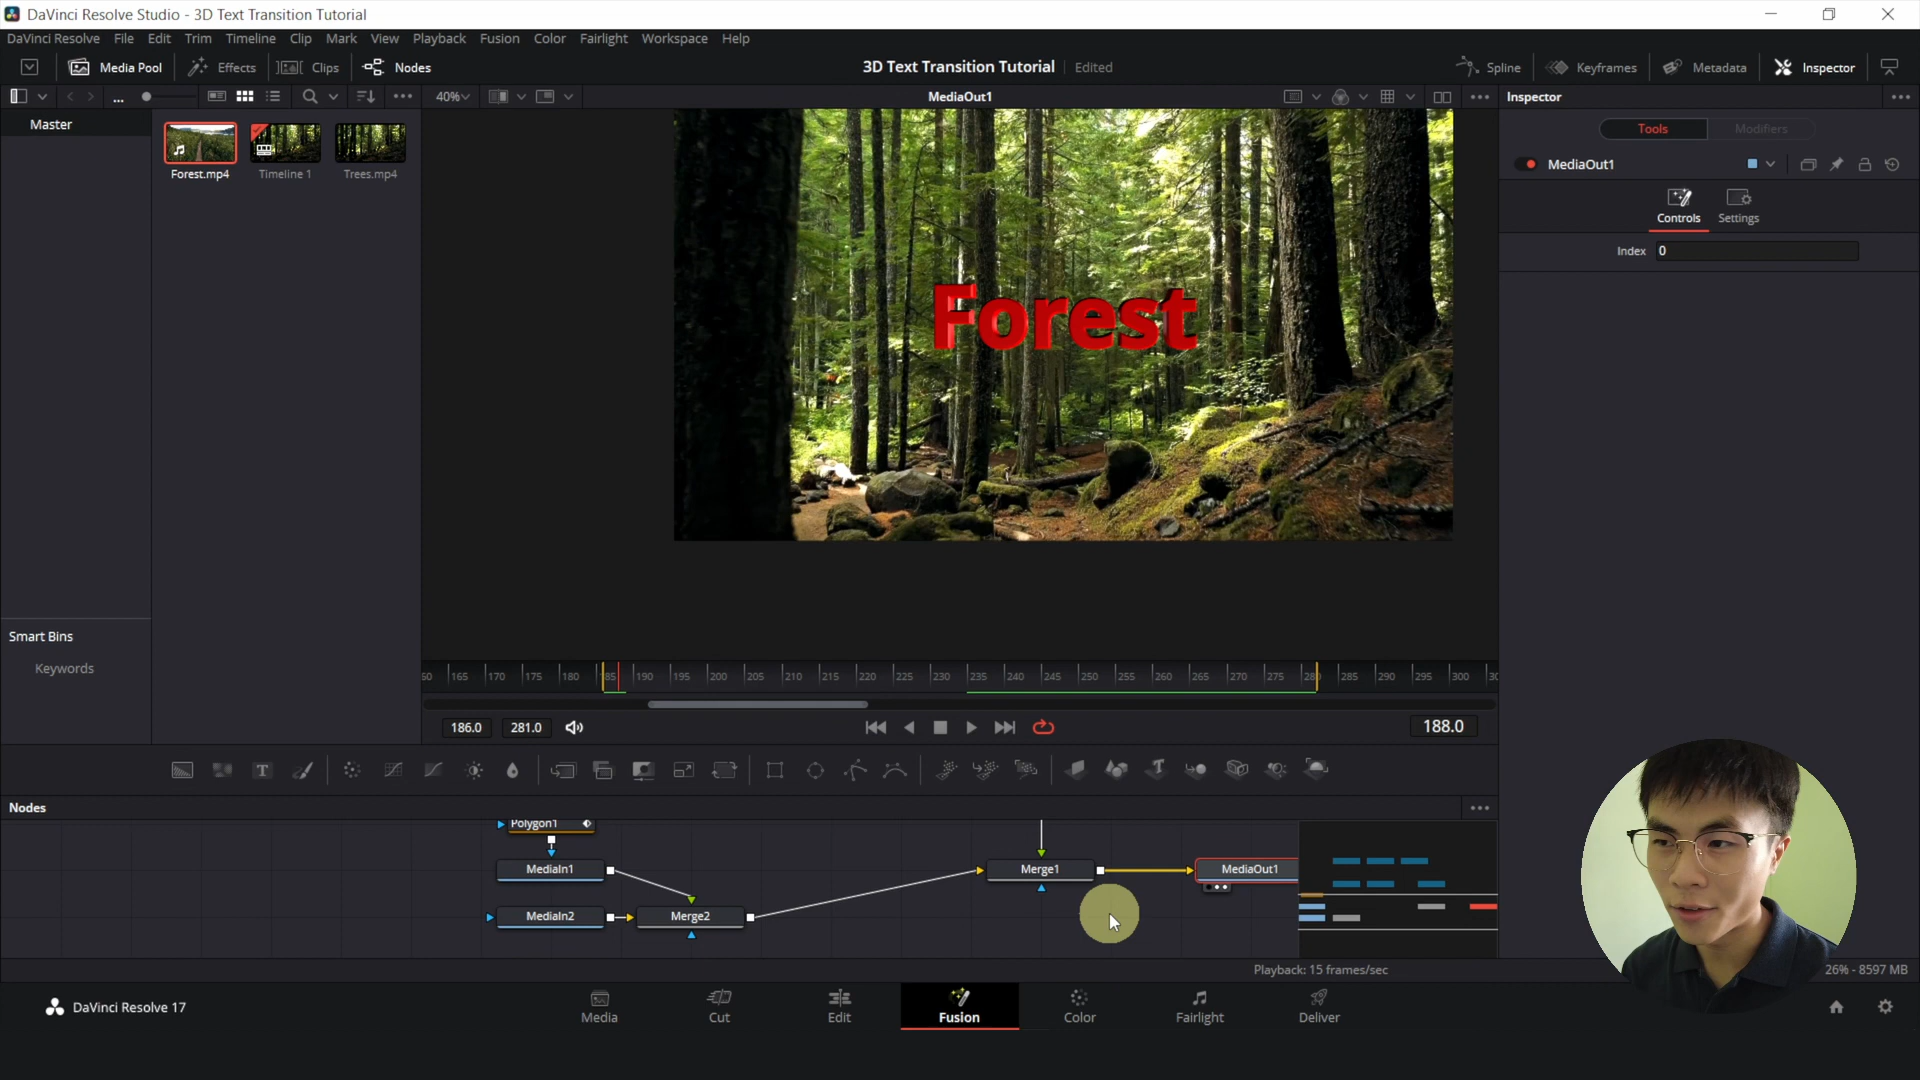 DaVinci Resolve Studio - 3D Text Transition Tutorial
DaVinci Resolve File Edit Trim Timeline Clip Mark View Playback Fusion Color Fairlight Workspace Help
Media Pool Effects Clips Nodes 3D Text Transition Tutorial Edited Spline Keyframes Metadata Inspector
... 40% MediaOut1 Inspector
Master
Tools Modifiers
Forest.mp4 Timeline 1 Trees.mp4
MediaOut1
Controls Settings
Index 0
Forest
Smart Bins
Keywords
60 165 170 175 180 185 190 195 200 205 210 215 220 225 230 235 240 245 250 255 260 265 270 275 280 285 290 295 300
186.0 281.0 188.0
Nodes
Polygon1
MediaIn1 Merge1 MediaOut1
MediaIn2 Merge2
Playback: 15 frames/sec 26% - 8597 MB
DaVinci Resolve 17 Media Cut Edit Fusion Color Fairlight Deliver